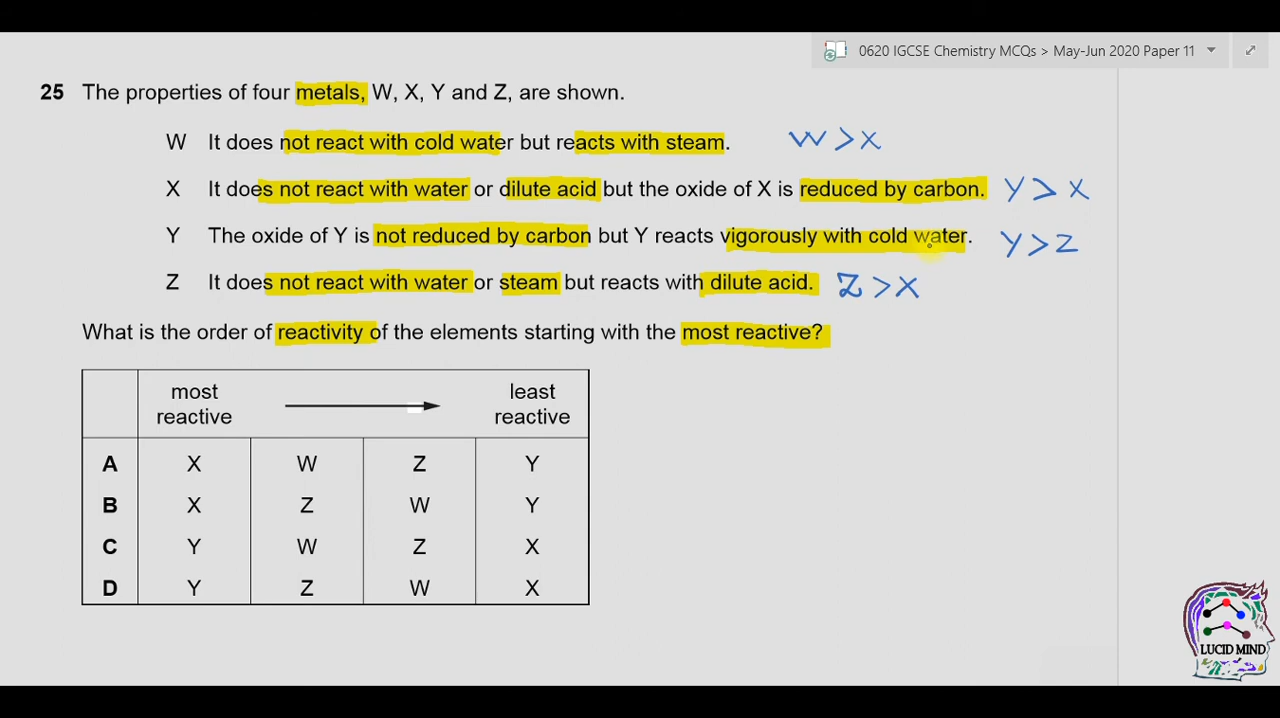 0620 IGCSE Chemistry MCQs > May-Jun 2020 Paper 11
25 The properties of four metals, W, X, Y and Z, are shown.
W It does not react with cold water but reacts with steam. W > X
X It does not react with water or dilute acid but the oxide of X is reduced by carbon. Y > X
Y The oxide of Y is not reduced by carbon but Y reacts vigorously with cold water. Y > Z
Z It does not react with water or steam but reacts with dilute acid. Z > X
What is the order of reactivity of the elements starting with the most reactive?
most reactive least reactive
A X W Z Y
B X Z W Y
C Y W Z X
D Y Z W X
LUCID MIND